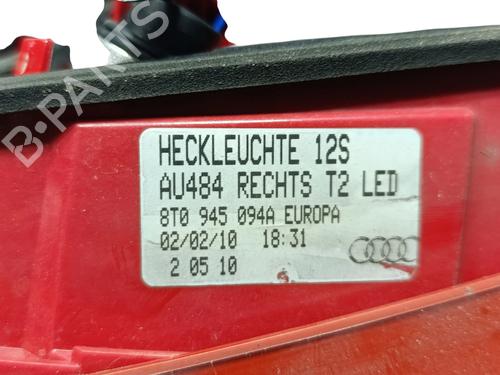 HECKLEUCHTE 12S
AU484 RECHTS T2 LED
8T0 945 094A EUROPA
02/02/10 18:31
2 05 10
B-PARTS